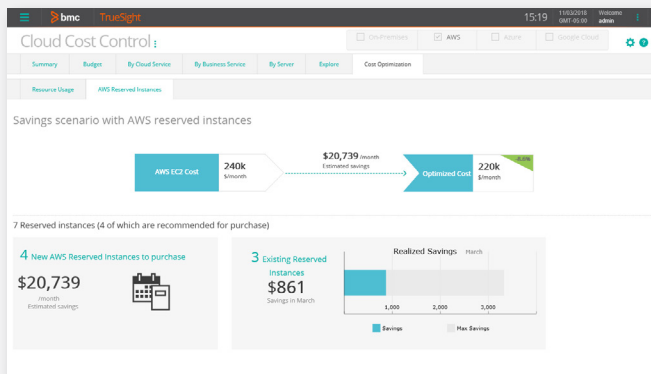 bmc TrueSight 15:19 11/03/2018 Welcome
GMT-05:00 admin
Cloud Cost Control On-Premises AWS Azure Google Cloud
Summary Budget By Cloud Service By Business Service By Server Explore Cost Optimization
Resource Usage AWS Reserved Instances
Savings scenario with AWS reserved instances
$20,739 /month
Estimated savings
AWS EC2 Cost 240k
$/month
Optimized Cost 220k
$/month
7 Reserved instances (4 of which are recommended for purchase)
4 New AWS Reserved Instances to purchase
$20,739
/month
Estimated savings
3 Existing Reserved
Instances
$861
Savings in March
Realized Savings March
1,000 2,000 3,000
Savings Max Savings